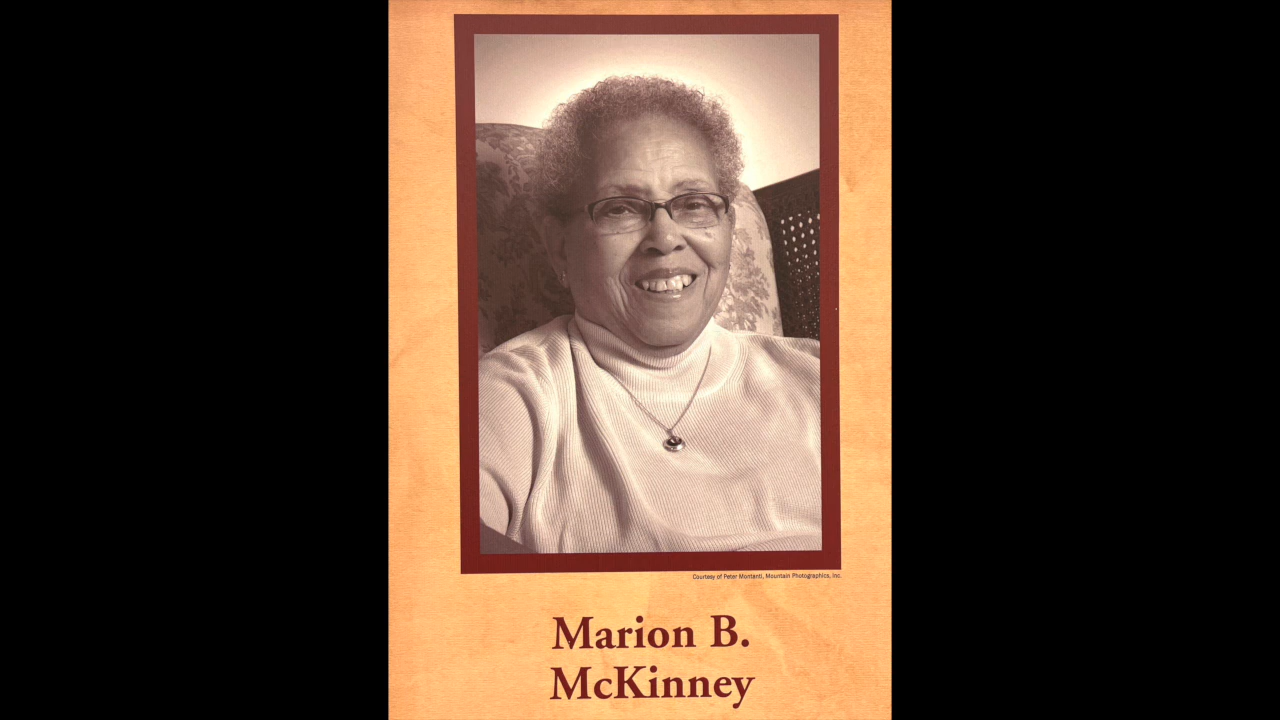 Courtesy of Peter Montanti, Mountain Photographics, Inc.
Marion B.
McKinney